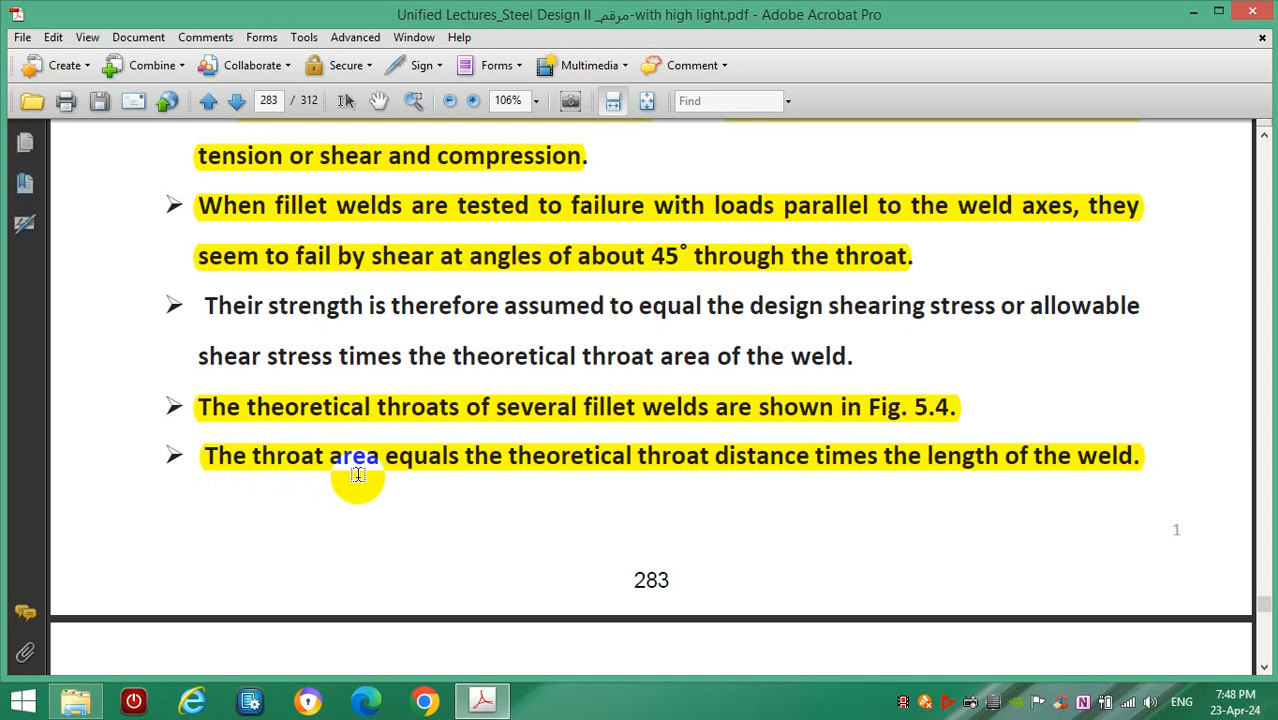 Unified Lectures_Steel Design II _مرقم-with high light.pdf - Adobe Acrobat Pro
File Edit View Document Comments Forms Tools Advanced Window Help
Create Combine Collaborate Secure Sign Forms Multimedia Comment
283 / 312 106% Find
tension or shear and compression.
➢ When fillet welds are tested to failure with loads parallel to the weld axes, they
seem to fail by shear at angles of about 45˚ through the throat.
➢ Their strength is therefore assumed to equal the design shearing stress or allowable
shear stress times the theoretical throat area of the weld.
➢ The theoretical throats of several fillet welds are shown in Fig. 5.4.
➢ The throat area equals the theoretical throat distance times the length of the weld.
1
283
ENG
7:48 PM
23-Apr-24